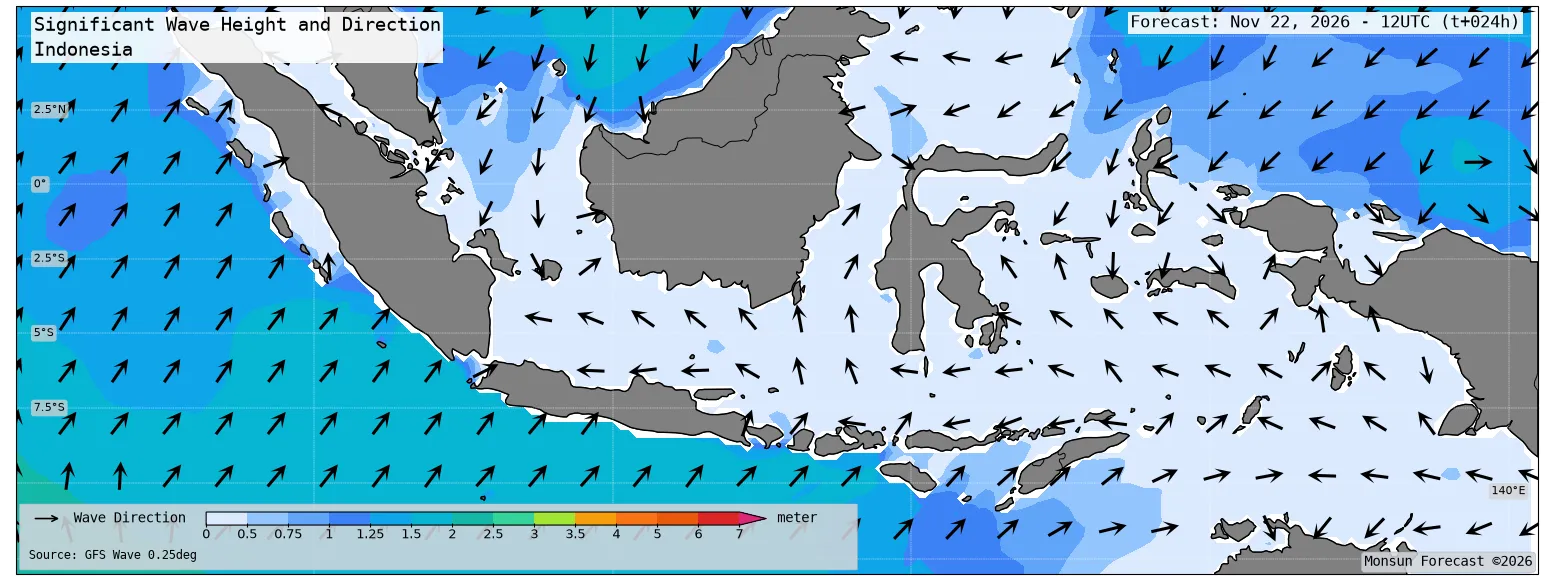 Significant Wave Height and Direction
Indonesia
Forecast: Nov 22, 2026 - 12UTC (t+024h)
2.5°N
0°
2.5°S
5°S
7.5°S
140°E
Wave Direction
meter
0 0.5 0.75 1 1.25 1.5 2 2.5 3 3.5 4 5 6 7
Source: GFS Wave 0.25deg
Monsun Forecast ©2026